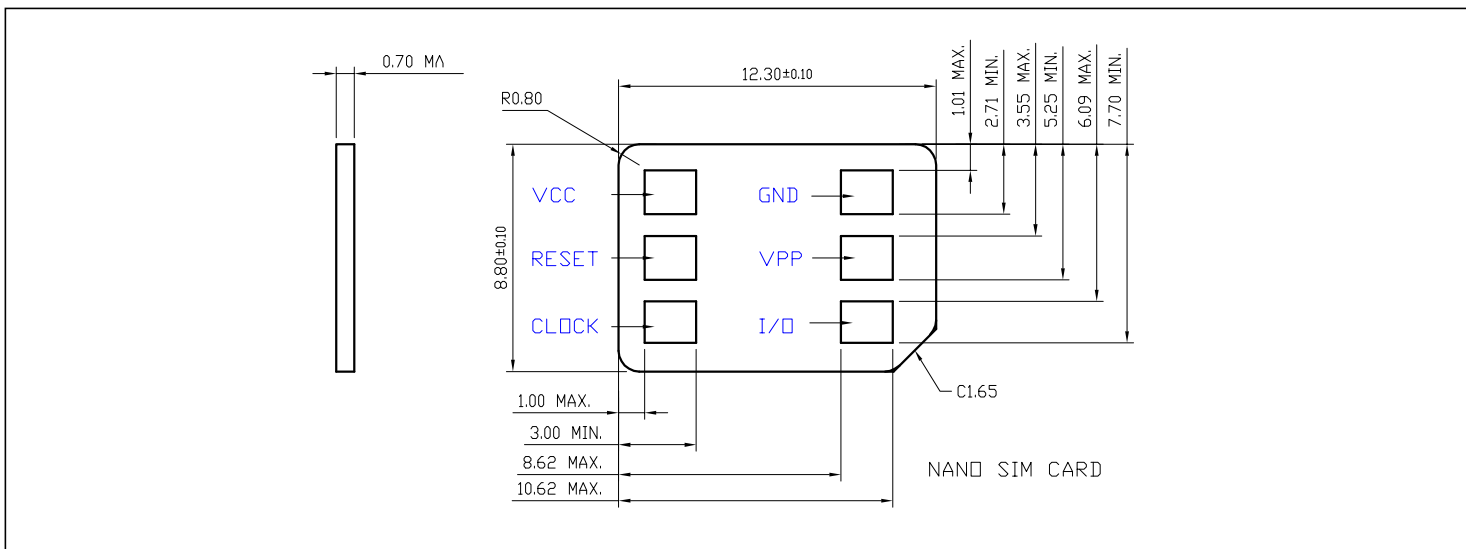 0.70 MA
12.30±0.10
R0.80
1.01 MAX.
2.71 MIN.
3.55 MAX.
5.25 MIN.
6.09 MAX.
7.70 MIN.
VCC
GND
8.80±0.10
RESET
VPP
CLOCK
I/O
C1.65
1.00 MAX.
3.00 MIN.
8.62 MAX.
10.62 MAX.
NANO SIM CARD